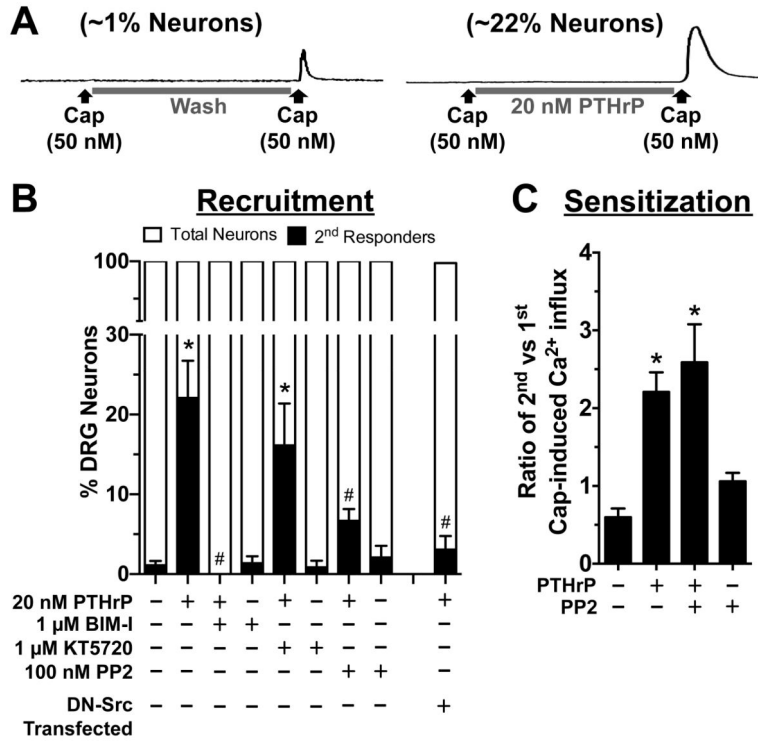 A
(~1% Neurons)
(~22% Neurons)
Wash
20 nM PTHrP
Cap
(50 nM)
Cap
(50 nM)
Cap
(50 nM)
Cap
(50 nM)
B
Recruitment
Total Neurons
2nd Responders
% DRG Neurons
100
30
20
10
0
*
#
*
#
#
20 nM PTHrP – + + – + – + – +
1 µM BIM-I – – + + – – – – –
1 µM KT5720 – – – – + + – – –
100 nM PP2 – – – – – – + + –
DN-Src
Transfected
– – – – – – – – +
C
Sensitization
Ratio of 2nd vs 1st
Cap-induced Ca2+ influx
4
3
2
1
0
*
*
PTHrP – + + –
PP2 – – + +